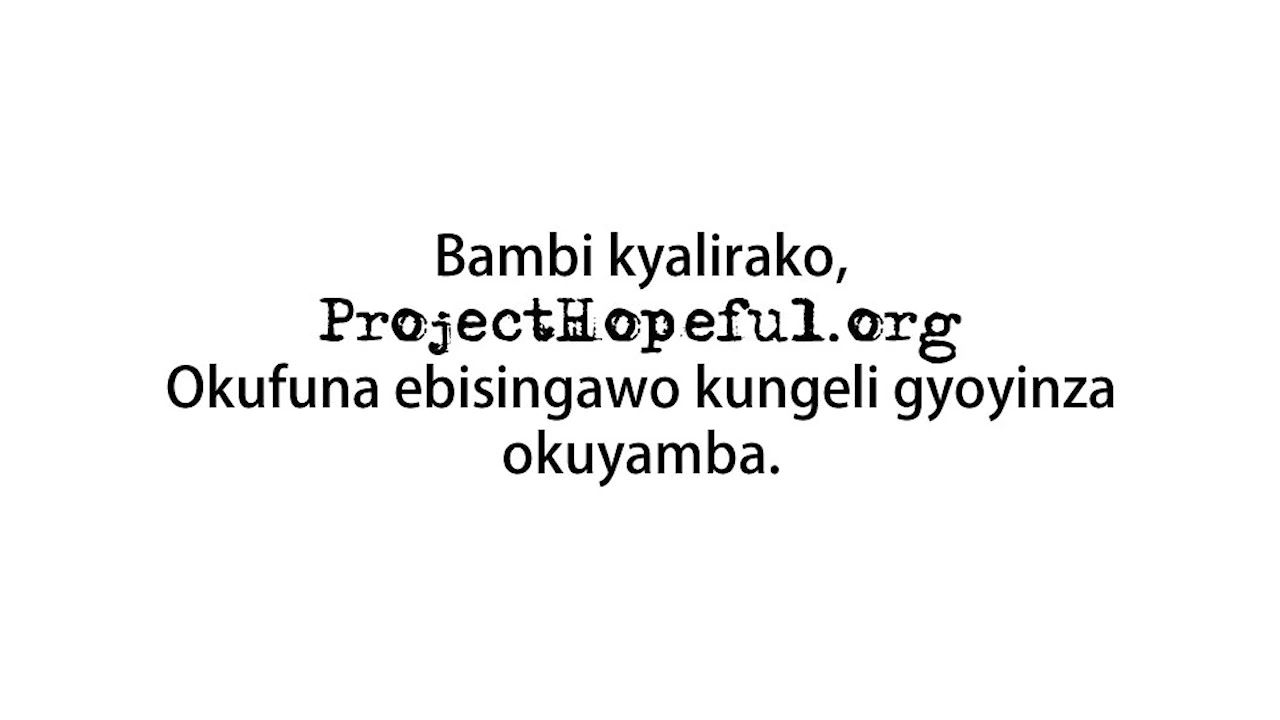 Bambi kyalirako,
ProjectHopeful.org
Okufuna ebisingawo kungeli gyoyinza
okuyamba.